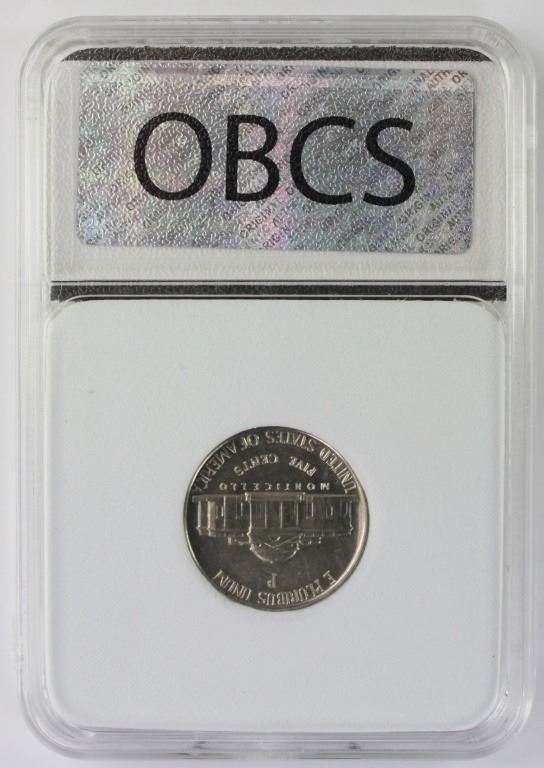 OBCS
E PLURIBUS UNUM
P
MONTICELLO
FIVE CENTS
UNITED STATES OF AMERICA